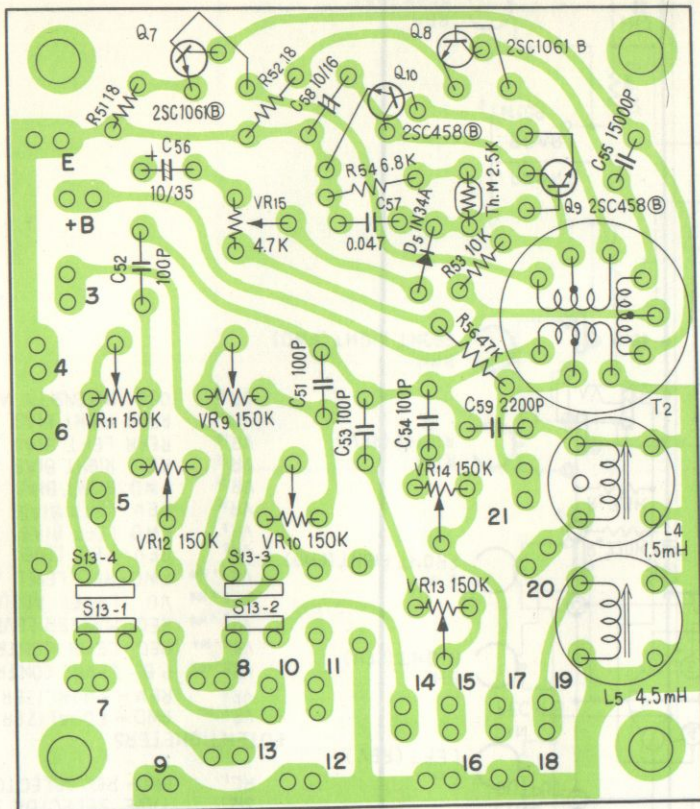 Q7
Q8
2SC1061 B
R51 18
R52 18
C58 10/16
Q10
2SC1061 Ⓑ
2SC458 Ⓑ
C55 15000P
E
C56
+
10/35
R54 6.8K
Th.M 2.5K
Q9 2SC458 Ⓑ
+B
VR15
4.7K
C57
0.047
D5 IN34A
R53 10K
3
C52
100P
R56 47K
T2
4
VR11 150K
VR9 150K
C51 100P
C53 100P
C54 100P
C59 2200P
6
5
VR12 150K
VR10 150K
VR14 150K
21
L4
1.5mH
S13-4
S13-3
20
S13-1
S13-2
VR13 150K
7
8
10
11
14
15
17
19
L5 4.5mH
13
9
12
16
18